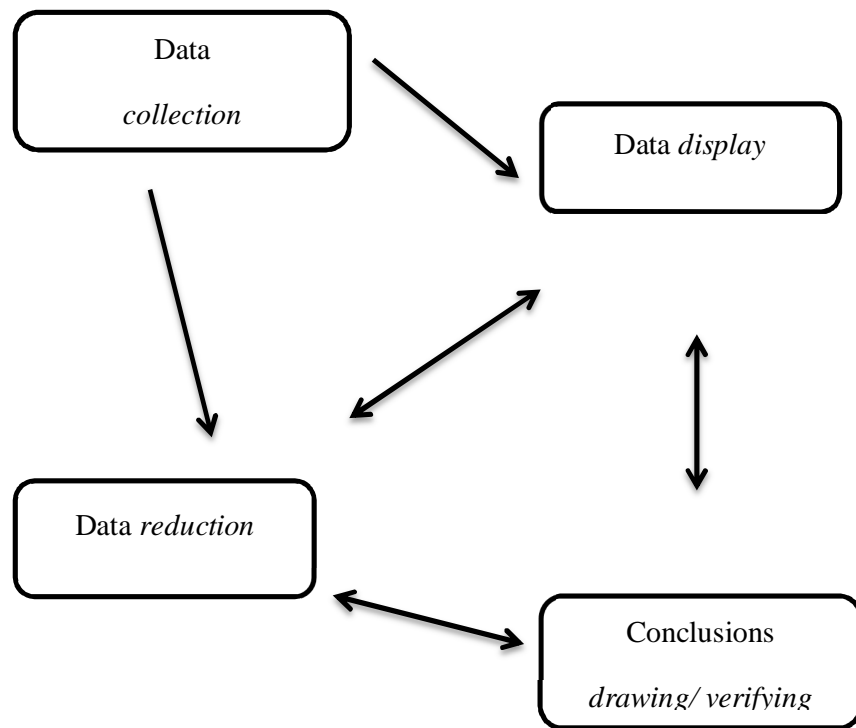 Data
collection
Data display
Data reduction
Conclusions
drawing/ verifying